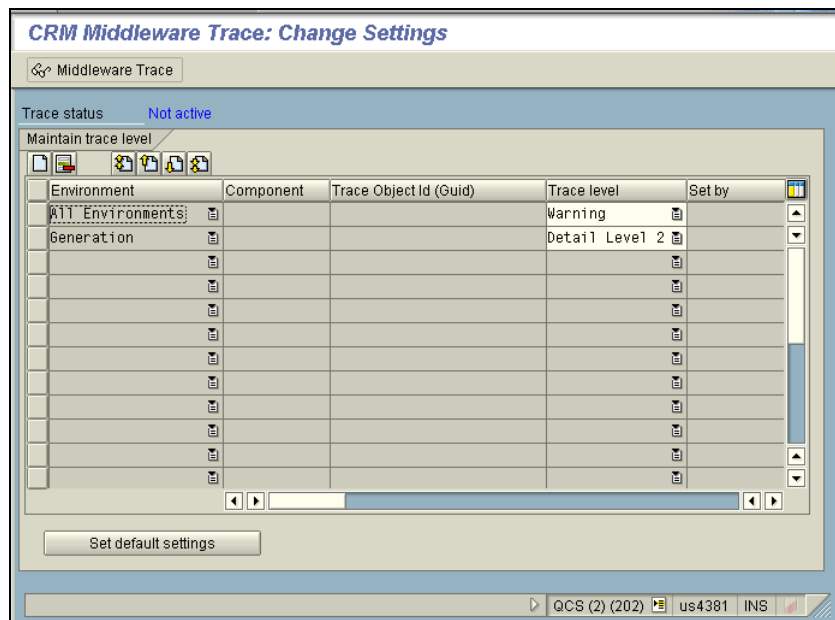 CRM Middleware Trace: Change Settings
Middleware Trace
Trace status Not active
Maintain trace level
Environment Component Trace Object Id (Guid) Trace level Set by
All Environments Warning
Generation Detail Level 2
Set default settings
QCS (2) (202) us4381 INS